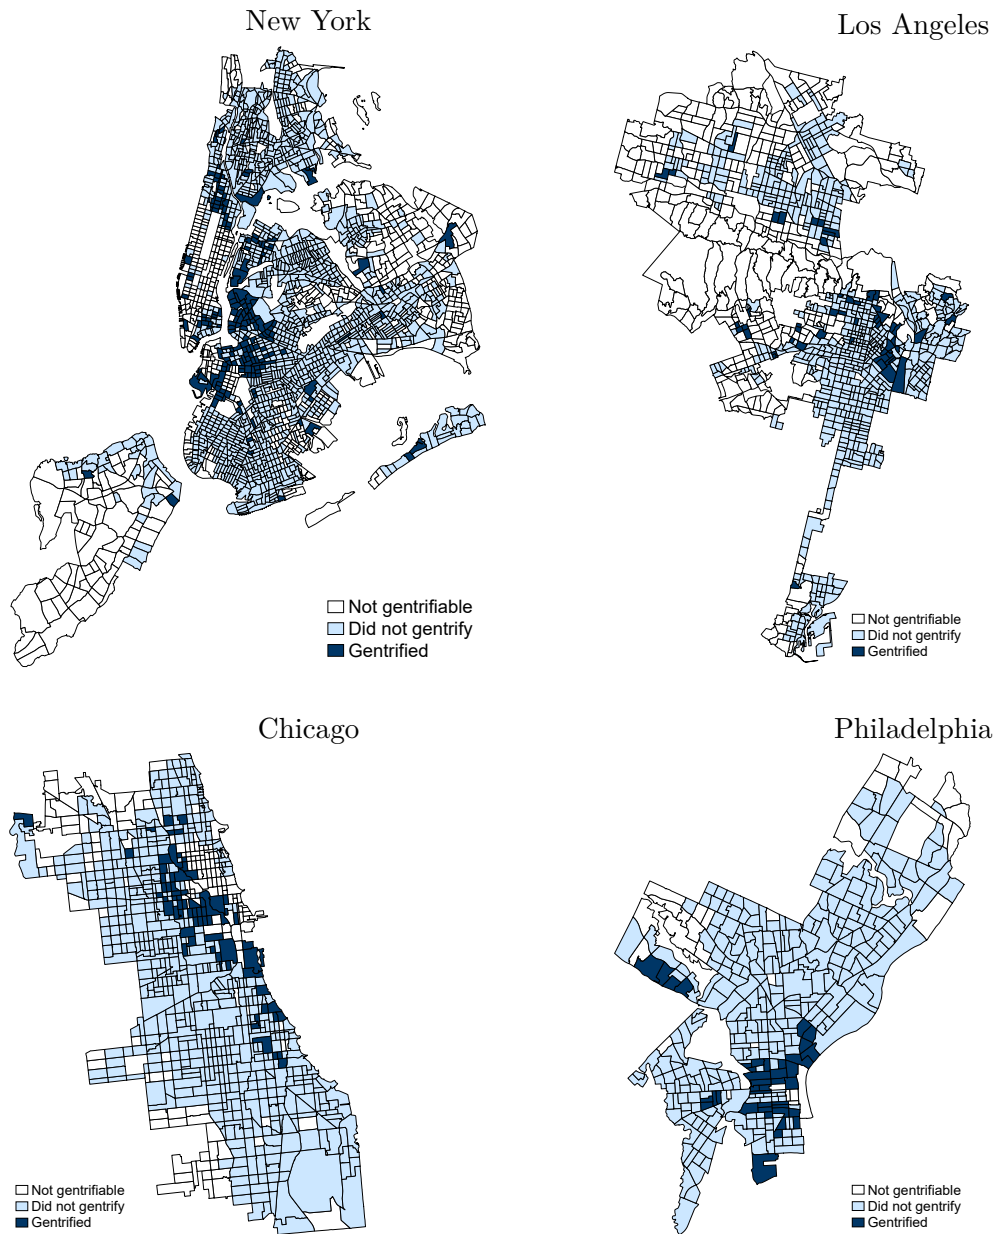 New York
Los Angeles
Not gentrifiable
Did not gentrify
Gentrified
Not gentrifiable
Did not gentrify
Gentrified
Chicago
Philadelphia
Not gentrifiable
Did not gentrify
Gentrified
Not gentrifiable
Did not gentrify
Gentrified